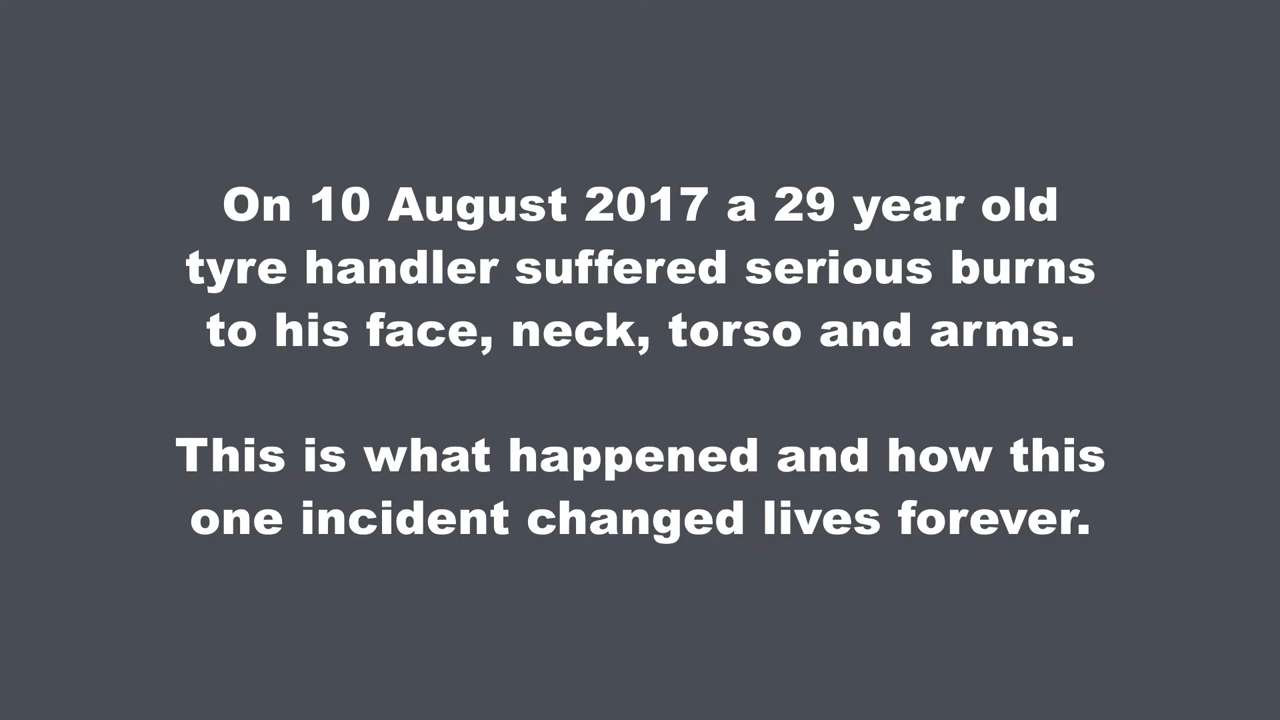 On 10 August 2017 a 29 year old
tyre handler suffered serious burns
to his face, neck, torso and arms.
This is what happened and how this
one incident changed lives forever.